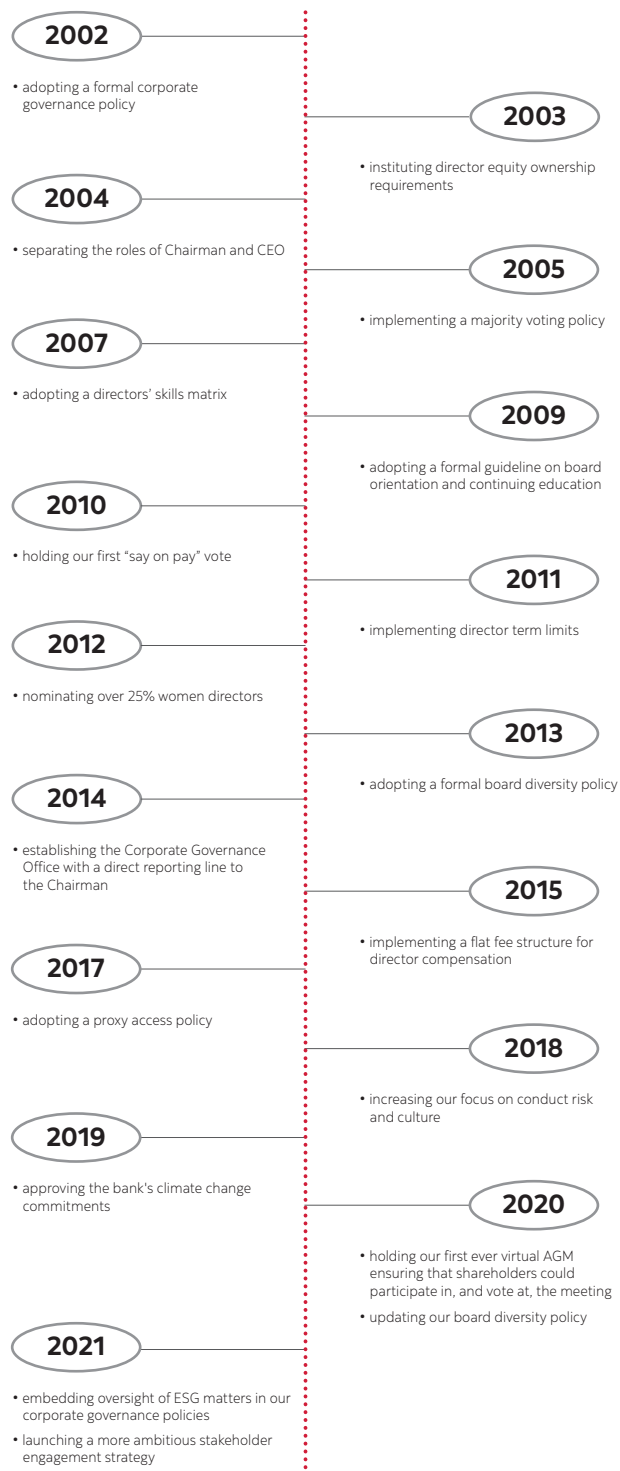 2002
• adopting a formal corporate
governance policy
2003
• instituting director equity ownership
requirements
2004
• separating the roles of Chairman and CEO
2005
• implementing a majority voting policy
2007
• adopting a directors’ skills matrix
2009
• adopting a formal guideline on board
orientation and continuing education
2010
• holding our first “say on pay” vote
2011
• implementing director term limits
2012
• nominating over 25% women directors
2013
• adopting a formal board diversity policy
2014
• establishing the Corporate Governance
Office with a direct reporting line to
the Chairman
2015
• implementing a flat fee structure for
director compensation
2017
• adopting a proxy access policy
2018
• increasing our focus on conduct risk
and culture
2019
• approving the bank's climate change
commitments
2020
• holding our first ever virtual AGM
ensuring that shareholders could
participate in, and vote at, the meeting
• updating our board diversity policy
2021
• embedding oversight of ESG matters in our
corporate governance policies
• launching a more ambitious stakeholder
engagement strategy